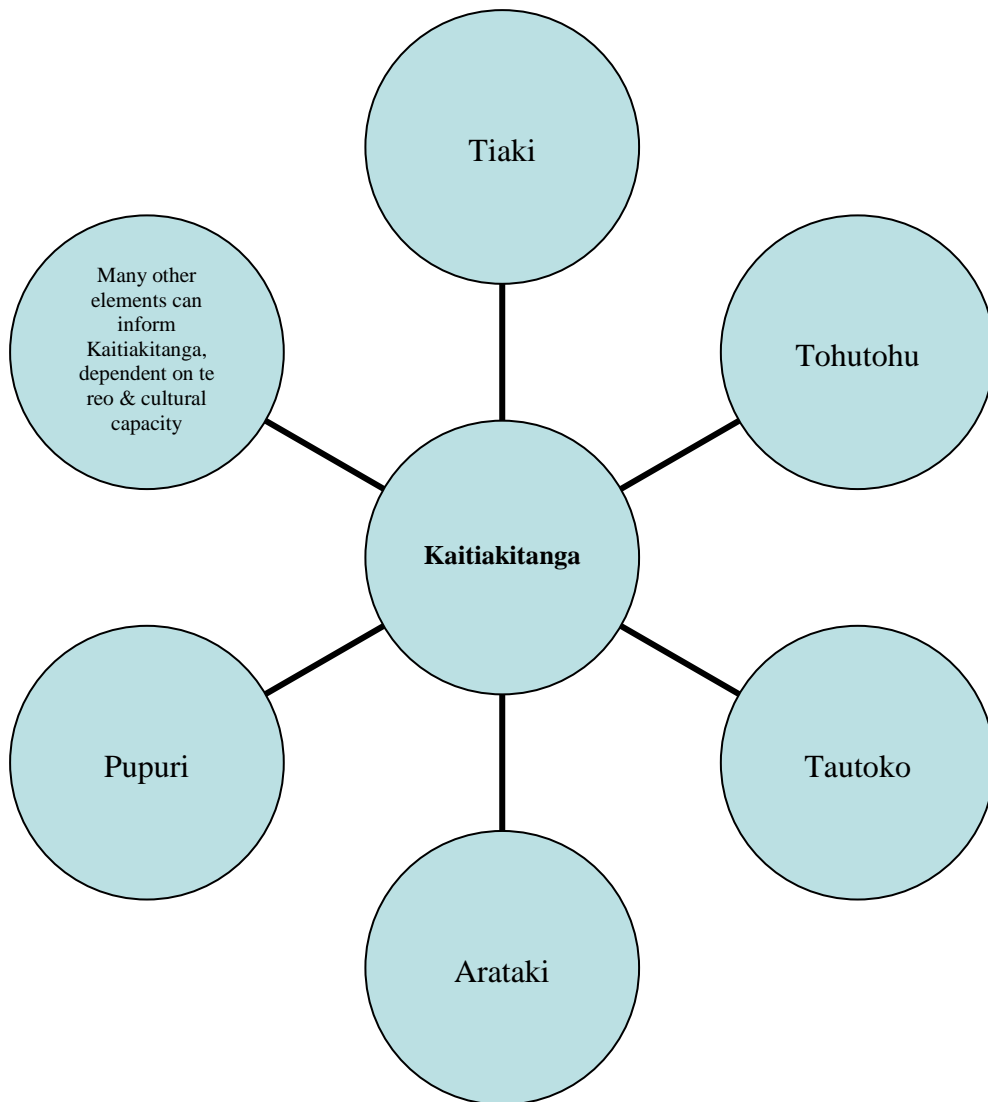 Tiaki
Many other
elements can
inform
Kaitiakitanga,
dependent on te
reo & cultural
capacity
Tohutohu
Kaitiakitanga
Pupuri
Tautoko
Arataki